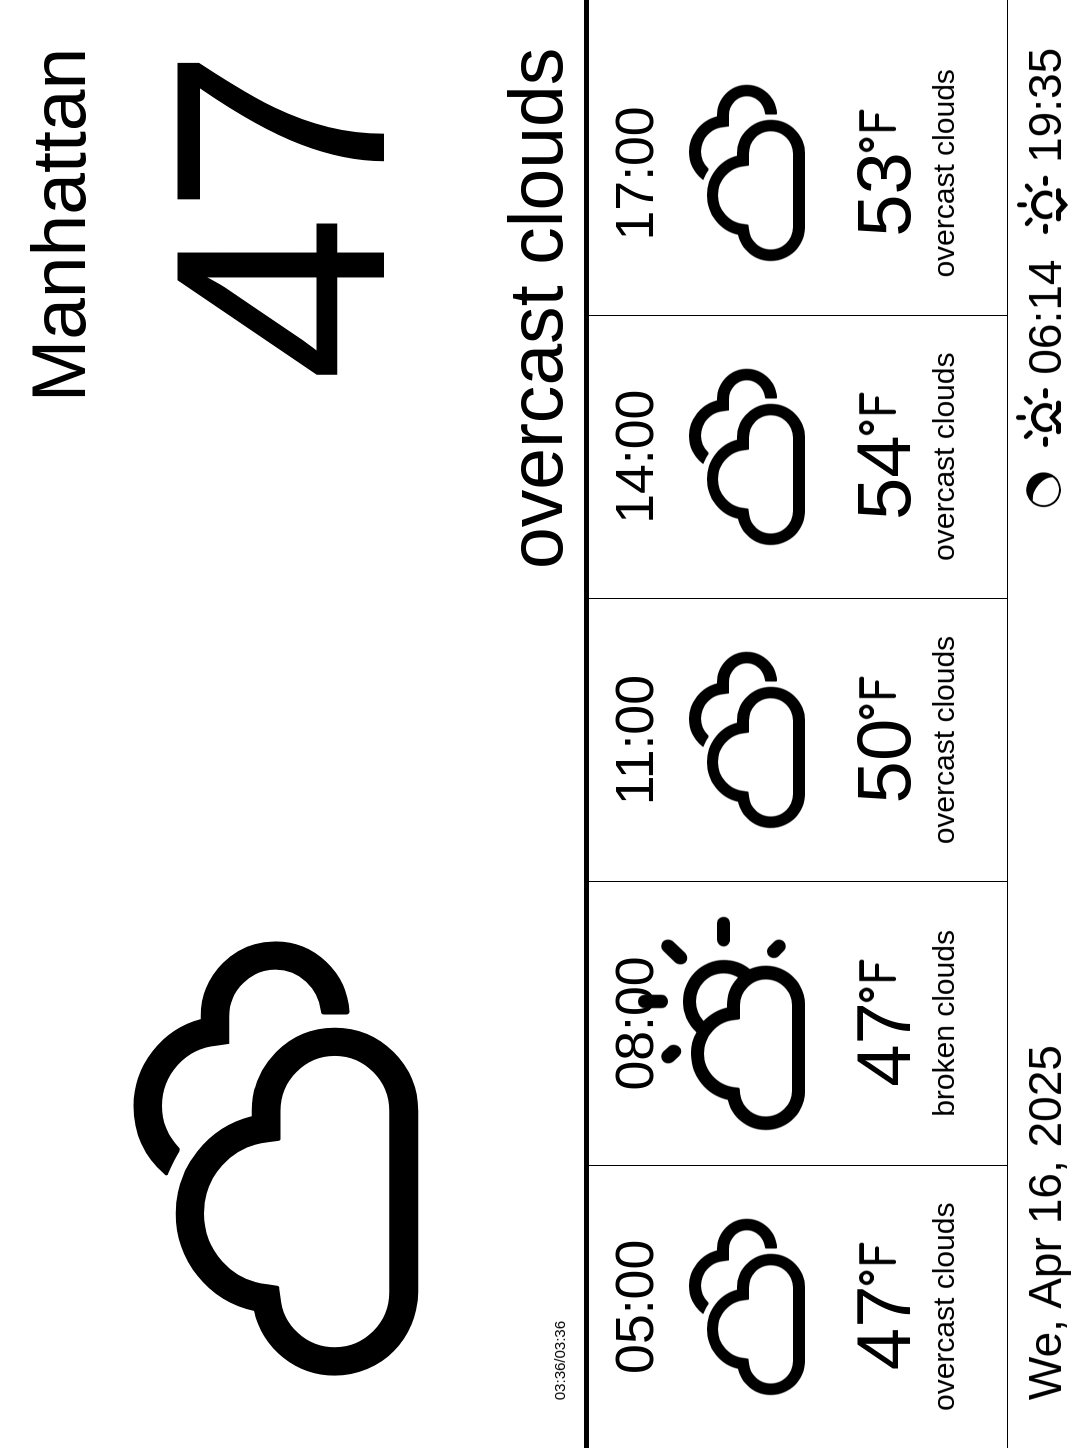 Manhattan
47
overcast clouds
03:36/03:36
05:00
47°F
overcast clouds
08:00
47°F
broken clouds
11:00
50°F
overcast clouds
14:00
54°F
overcast clouds
17:00
53°F
overcast clouds
We, Apr 16, 2025
06:14
19:35